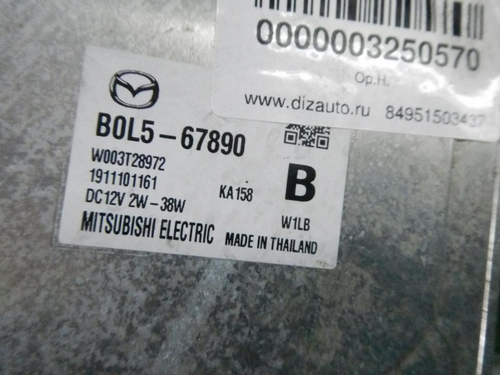 0000003250570
Ор.Н.
www.dizauto.ru 84951503437
B0L5-67890
W003T28972
1911101161 KA158 B
DC12V 2W-38W W1LB
MITSUBISHI ELECTRIC MADE IN THAILAND